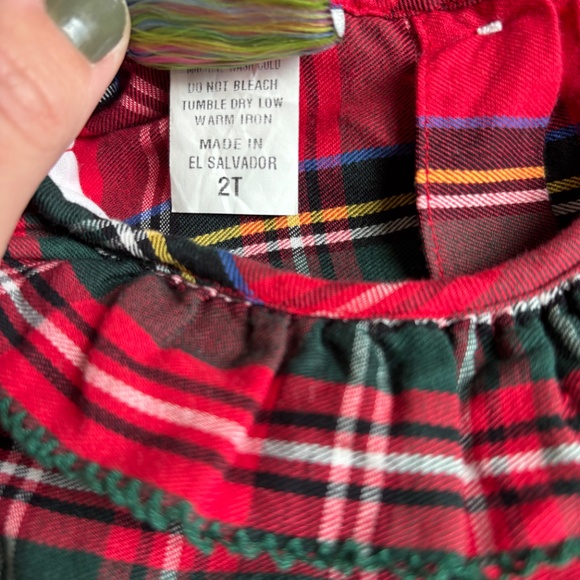 DO NOT BLEACH
TUMBLE DRY LOW
WARM IRON
MADE IN
EL SALVADOR
2T